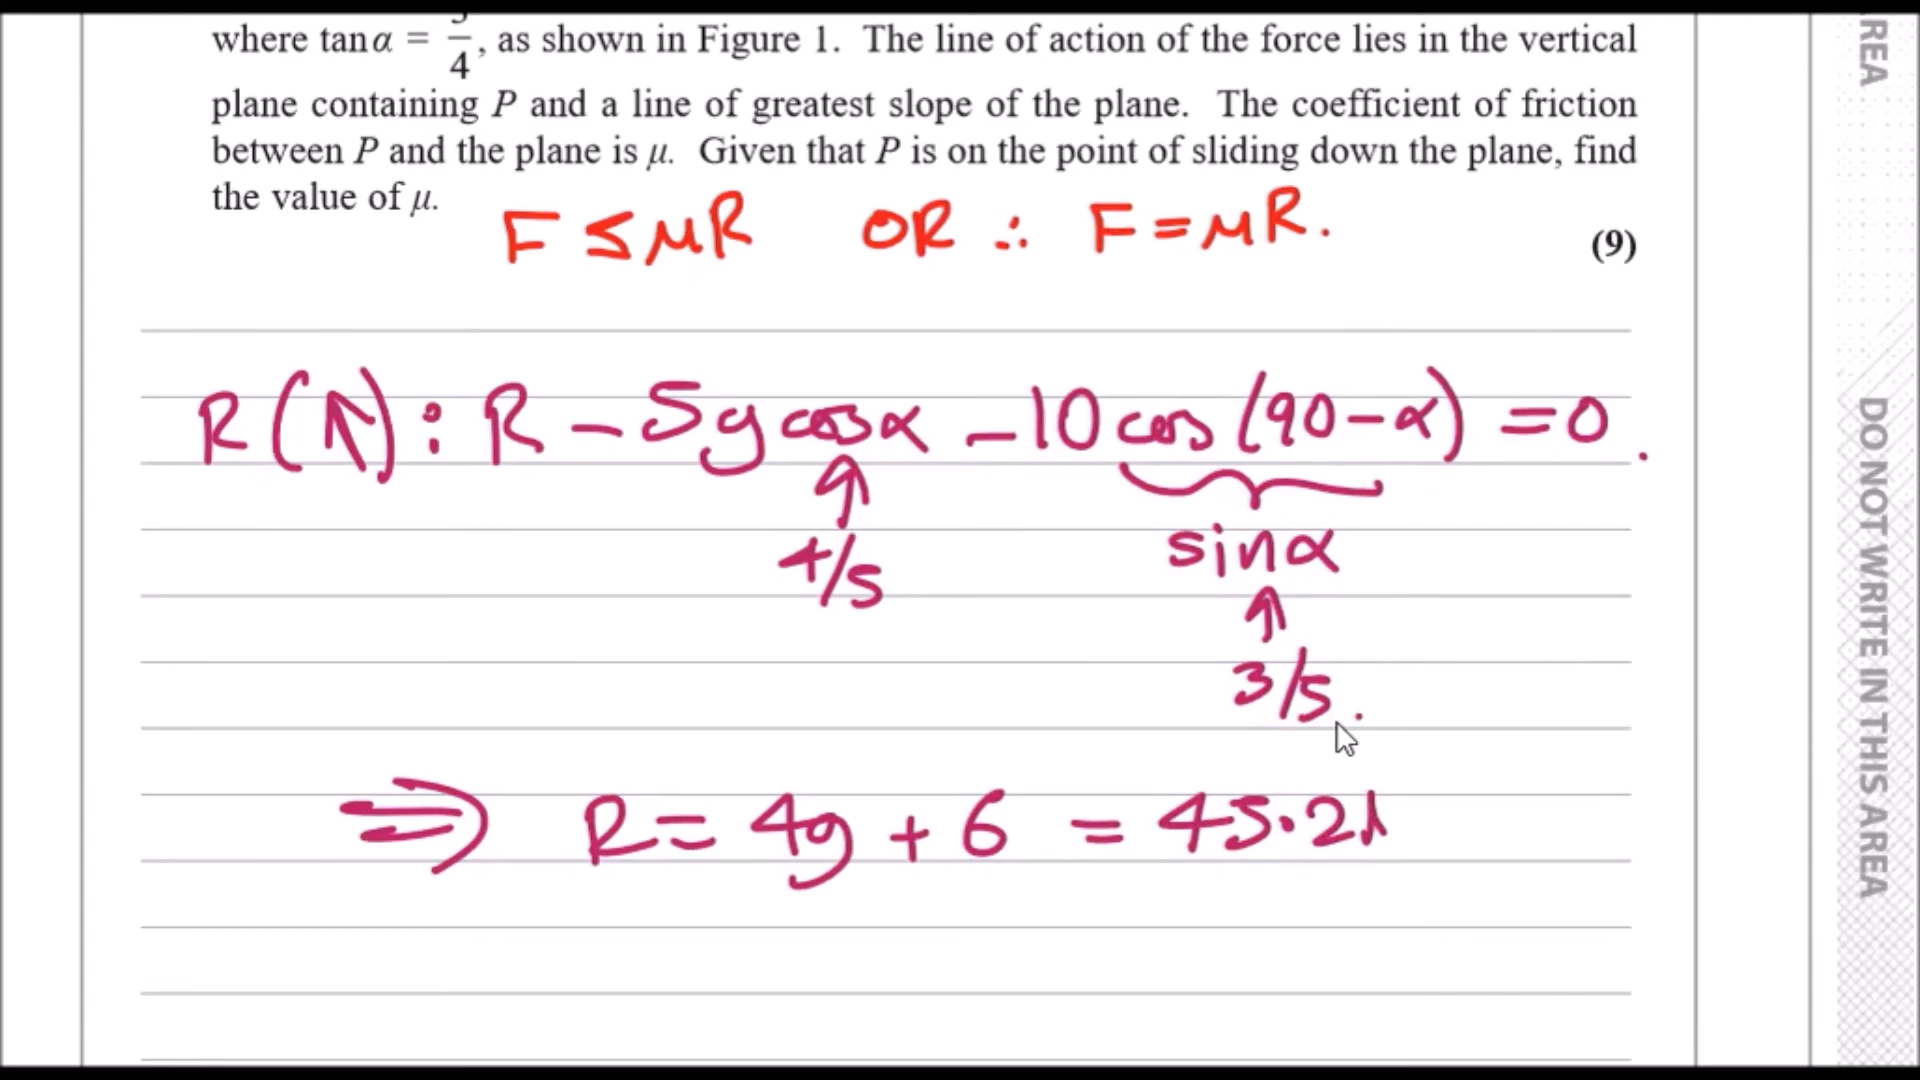 where tan α = 3/4, as shown in Figure 1. The line of action of the force lies in the vertical
plane containing P and a line of greatest slope of the plane. The coefficient of friction
between P and the plane is μ. Given that P is on the point of sliding down the plane, find
the value of μ.
F ≤ μR OR ∴ F = μR.
(9)
R(↑): R − 5g cos α − 10 cos (90 − α) = 0.
4/5
sin α
3/5.
⇒ R = 4g + 6 = 45.2
REA
DO NOT WRITE IN THIS AREA